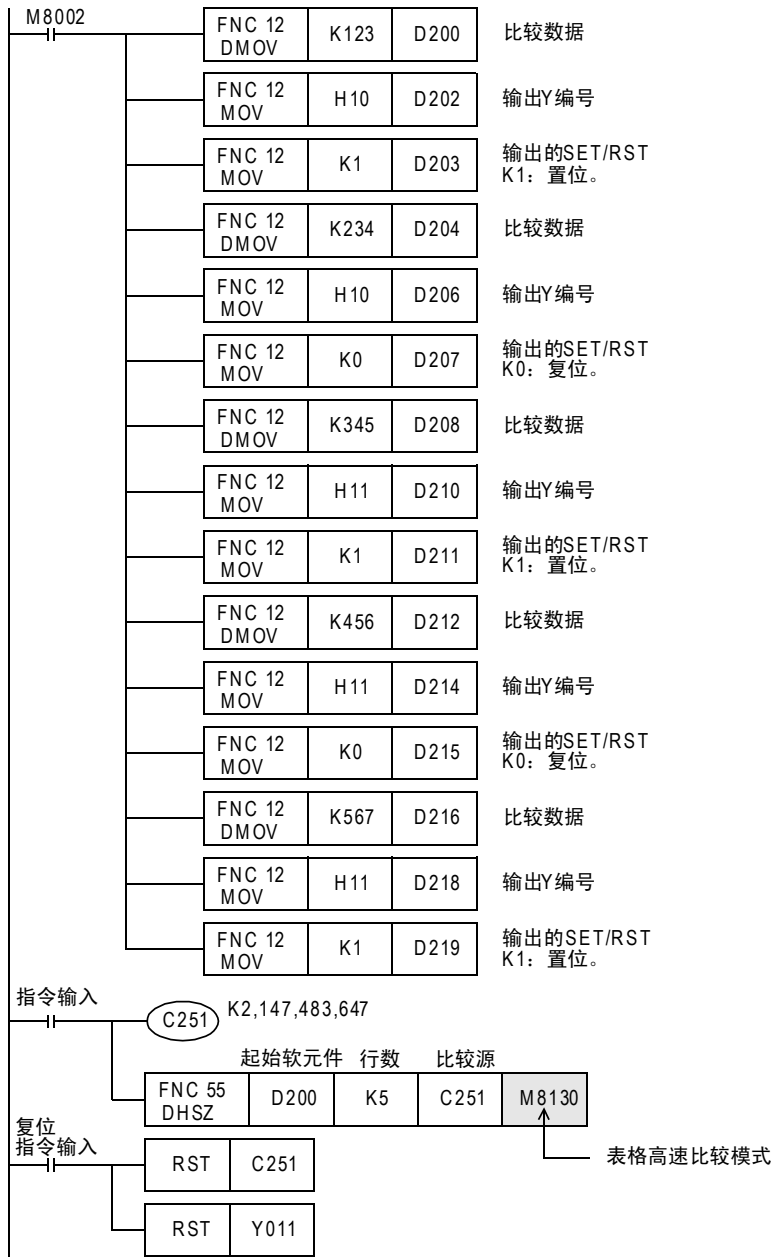 M8002
FNC 12 DMOV K123 D200 比较数据
FNC 12 MOV H10 D202 输出Y编号
FNC 12 MOV K1 D203 输出的SET/RST K1：置位。
FNC 12 DMOV K234 D204 比较数据
FNC 12 MOV H10 D206 输出Y编号
FNC 12 MOV K0 D207 输出的SET/RST K0：复位。
FNC 12 DMOV K345 D208 比较数据
FNC 12 MOV H11 D210 输出Y编号
FNC 12 MOV K1 D211 输出的SET/RST K1：置位。
FNC 12 DMOV K456 D212 比较数据
FNC 12 MOV H11 D214 输出Y编号
FNC 12 MOV K0 D215 输出的SET/RST K0：复位。
FNC 12 DMOV K567 D216 比较数据
FNC 12 MOV H11 D218 输出Y编号
FNC 12 MOV K1 D219 输出的SET/RST K1：置位。
指令输入
C251 K2,147,483,647
起始软元件 行数 比较源
FNC 55 DHSZ D200 K5 C251 M8130
表格高速比较模式
复位
指令输入
RST C251
RST Y011